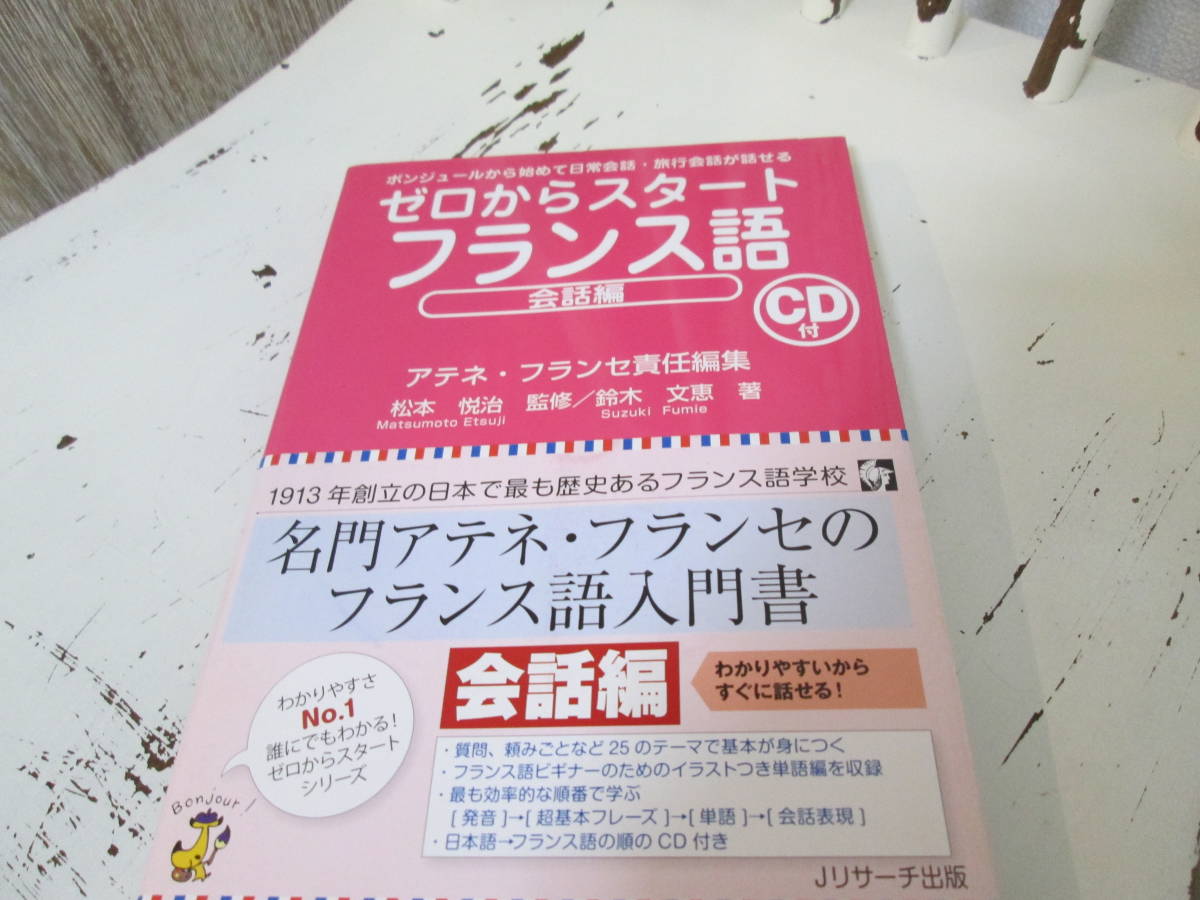 ボンジュールから始めて日常会話・旅行会話が話せる
ゼロからスタート
フランス語
会話編
CD
付
アテネ・フランセ責任編集
松本 悦治 監修／鈴木 文恵 著
Matsumoto Etsuji Suzuki Fumie
1913年創立の日本で最も歴史あるフランス語学校
名門アテネ・フランセの
フランス語入門書
会話編
わかりやすいから
すぐに話せる！
わかりやすさ
No.1
誰にでもわかる！
ゼロからスタート
シリーズ
Bonjour!
・質問、頼みごとなど25のテーマで基本が身につく
・フランス語ビギナーのためのイラストつき単語編を収録
・最も効率的な順番で学ぶ
[発音]→[超基本フレーズ]→[単語]→[会話表現]
・日本語→フランス語の順のCD付き
Jリサーチ出版